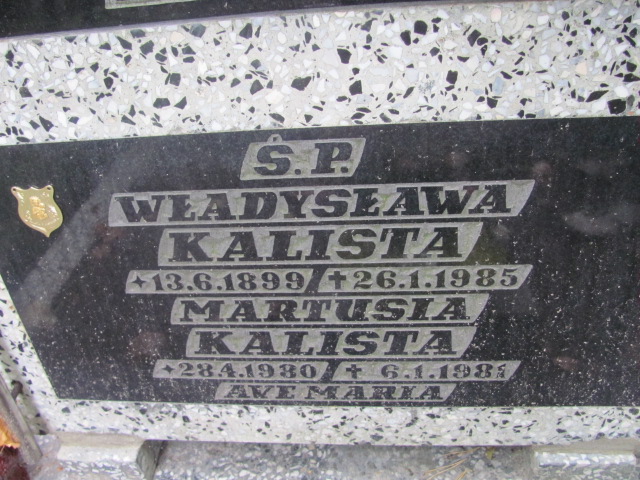 Ś.P.
WŁADYSŁAWA
KALISTA
✦13.6.1899/✝26.1.1985
MARTUSIA
KALISTA
✦28.4.1980/✝ 6.1.1981
AVE MARIA